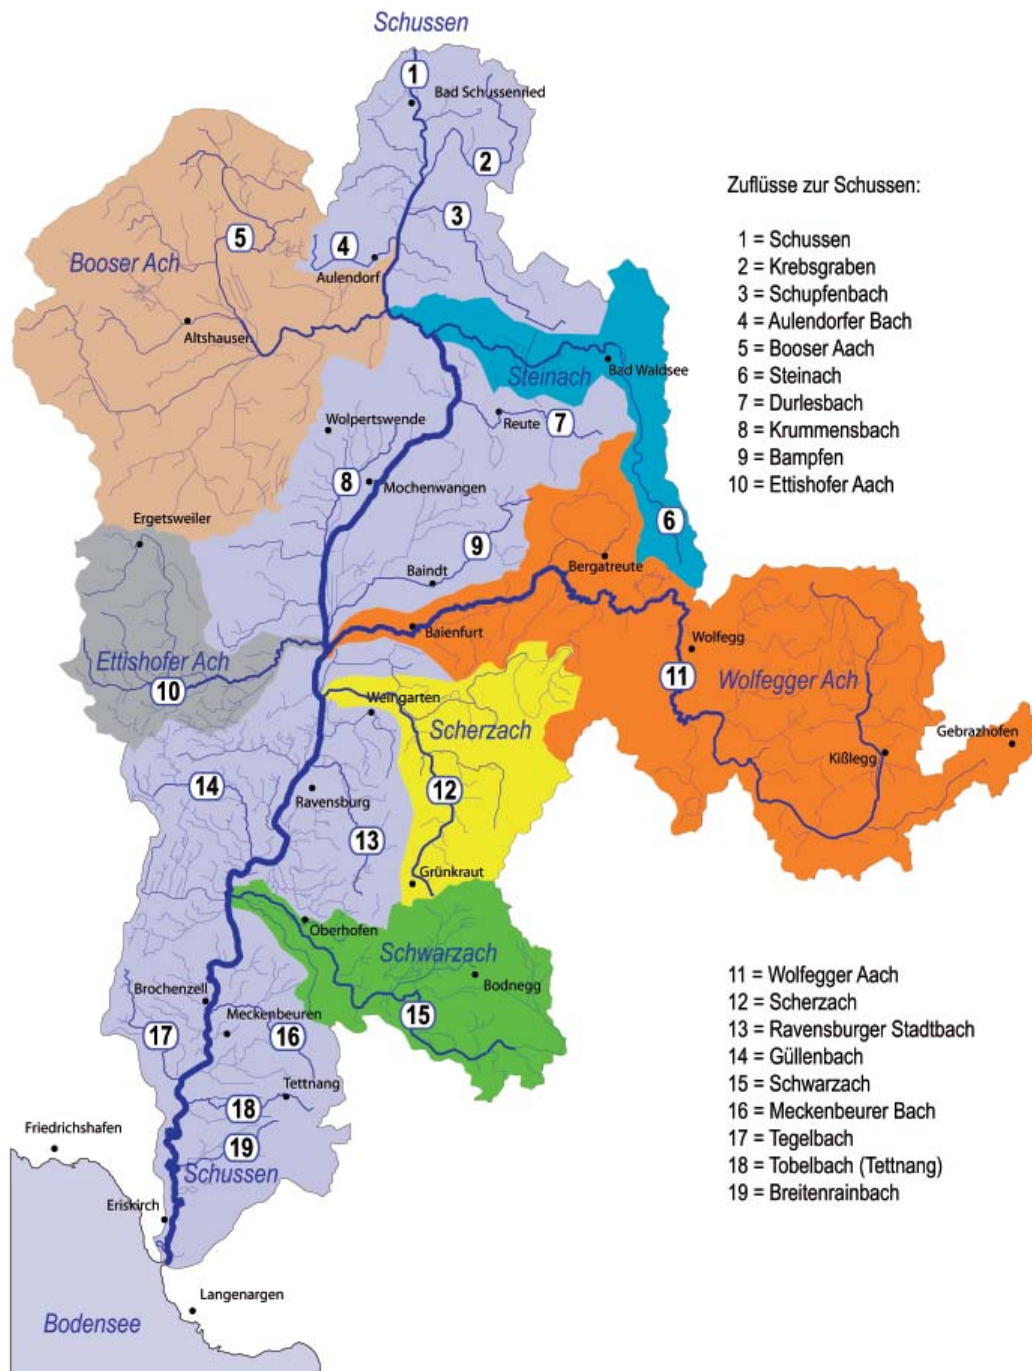 Schussen
1
Bad Schussenried
2
Zuflüsse zur Schussen:
3
1 = Schussen
2 = Krebsgraben
3 = Schupfenbach
4 = Aulendorfer Bach
5 = Booser Aach
6 = Steinach
7 = Durlesbach
8 = Krummensbach
9 = Bampfen
10 = Ettishofer Aach
5
4
Booser Ach
Aulendorf
Altshausen
Steinach
Bad Waldsee
Wolpertswende
Reute
7
8
Mochenwangen
Ergetsweiler
6
9
Baindt
Bergatreute
Baienfurt
Wolfegg
Ettishofer Ach
10
11
Wolfegger Ach
Weingarten
Scherzach
Gebrazhofen
Kißlegg
14
Ravensburg
12
13
Grünkraut
Oberhofen
Schwarzach
Bodnegg
Brochenzell
Meckenbeuren
15
16
17
11 = Wolfegger Aach
12 = Scherzach
13 = Ravensburger Stadtbach
14 = Güllenbach
15 = Schwarzach
16 = Meckenbeurer Bach
17 = Tegelbach
18 = Tobelbach (Tettnang)
19 = Breitenrainbach
Tettnang
18
Friedrichshafen
19
Schussen
Eriskirch
Langenargen
Bodensee